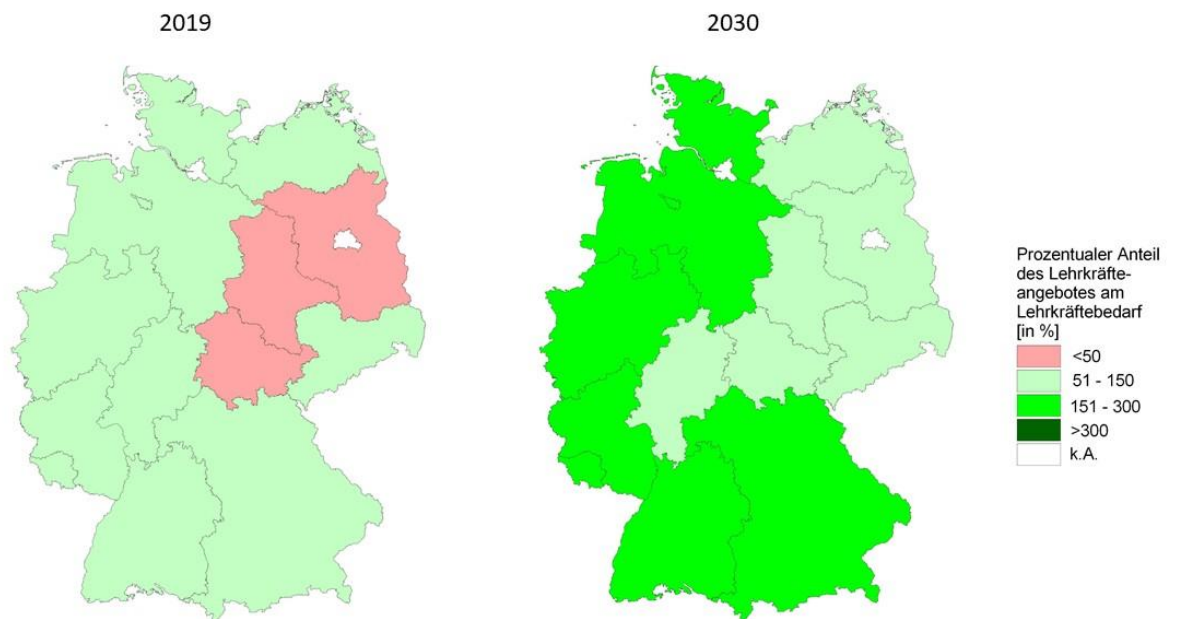 2019
2030
Prozentualer Anteil
des Lehrkräfte-
angebotes am
Lehrkräftebedarf
[in %]
<50
51 - 150
151 - 300
>300
k.A.